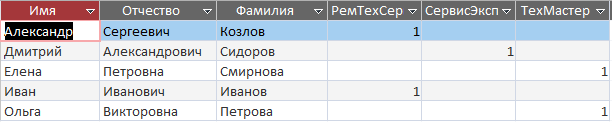 Имя Отчество Фамилия РемТехСер СервисЭксп ТехМастер
Александр Сергеевич Козлов 1
Дмитрий Александрович Сидоров 1
Елена Петровна Смирнова 1
Иван Иванович Иванов 1
Ольга Викторовна Петрова 1